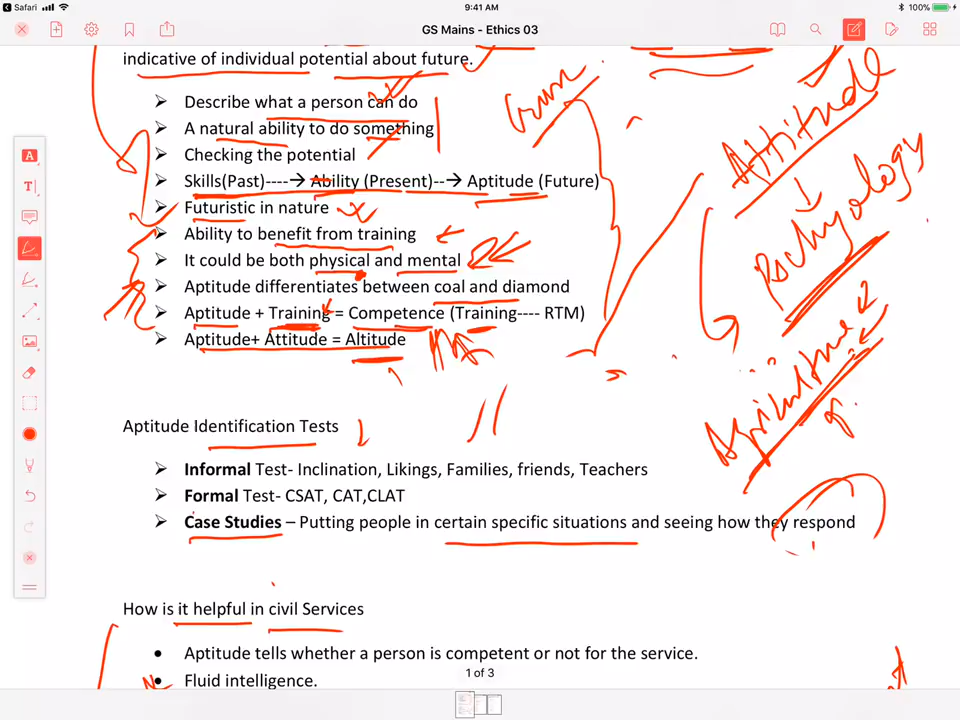 Safari
9:41 AM
100%
GS Mains - Ethics 03
indicative of individual potential about future.
➢ Describe what a person can do
➢ A natural ability to do something
➢ Checking the potential
➢ Skills(Past)----→ Ability (Present)--→ Aptitude (Future)
➢ Futuristic in nature
➢ Ability to benefit from training
➢ It could be both physical and mental
➢ Aptitude differentiates between coal and diamond
➢ Aptitude + Training = Competence (Training---- RTM)
➢ Aptitude+ Attitude = Altitude
Attitude
Pschyology
Aptitude Identification Tests
➢ Informal Test- Inclination, Likings, Families, friends, Teachers
➢ Formal Test- CSAT, CAT,CLAT
➢ Case Studies – Putting people in certain specific situations and seeing how they respond
How is it helpful in civil Services
• Aptitude tells whether a person is competent or not for the service.
• Fluid intelligence.
1 of 3